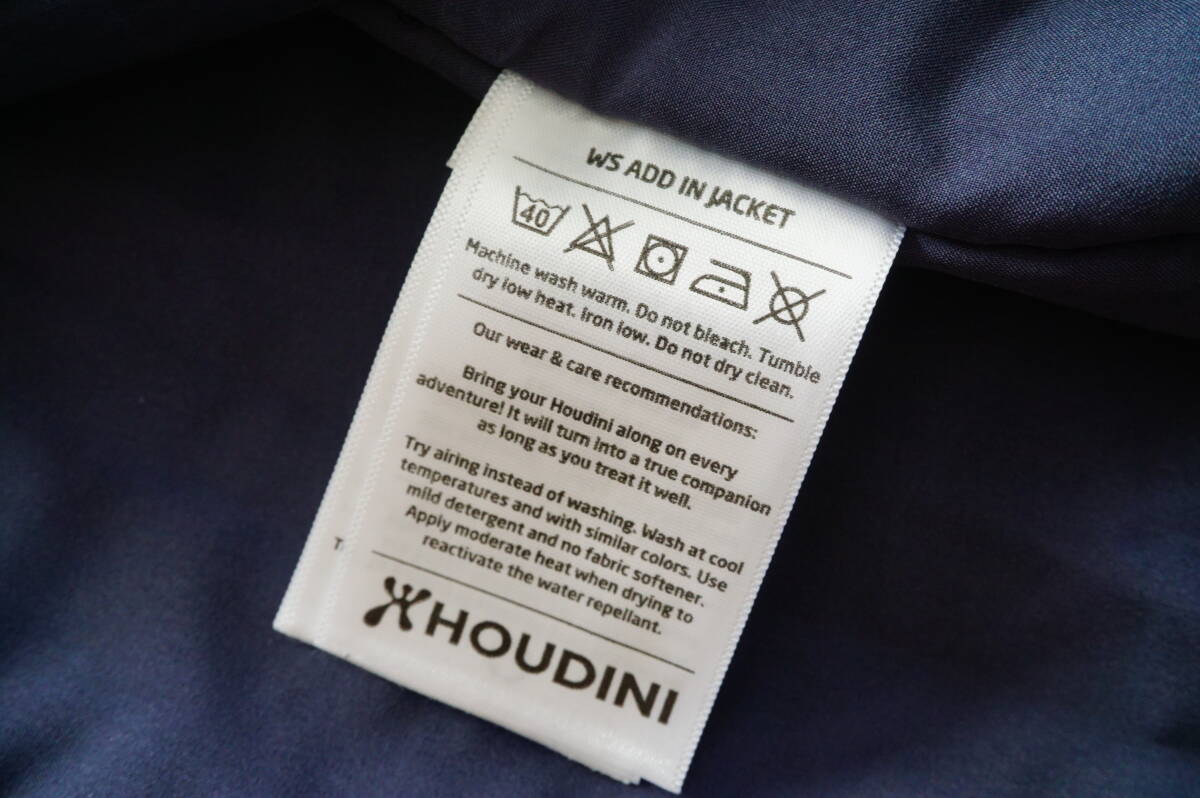 WS ADD IN JACKET
40
Machine wash warm. Do not bleach. Tumble
dry low heat. Iron low. Do not dry clean.
Our wear & care recommendations:
Bring your Houdini along on every
adventure! It will turn into a true companion
as long as you treat it well.
Try airing instead of washing. Wash at cool
temperatures and with similar colors. Use
mild detergent and no fabric softener.
Apply moderate heat when drying to
reactivate the water repellant.
HOUDINI